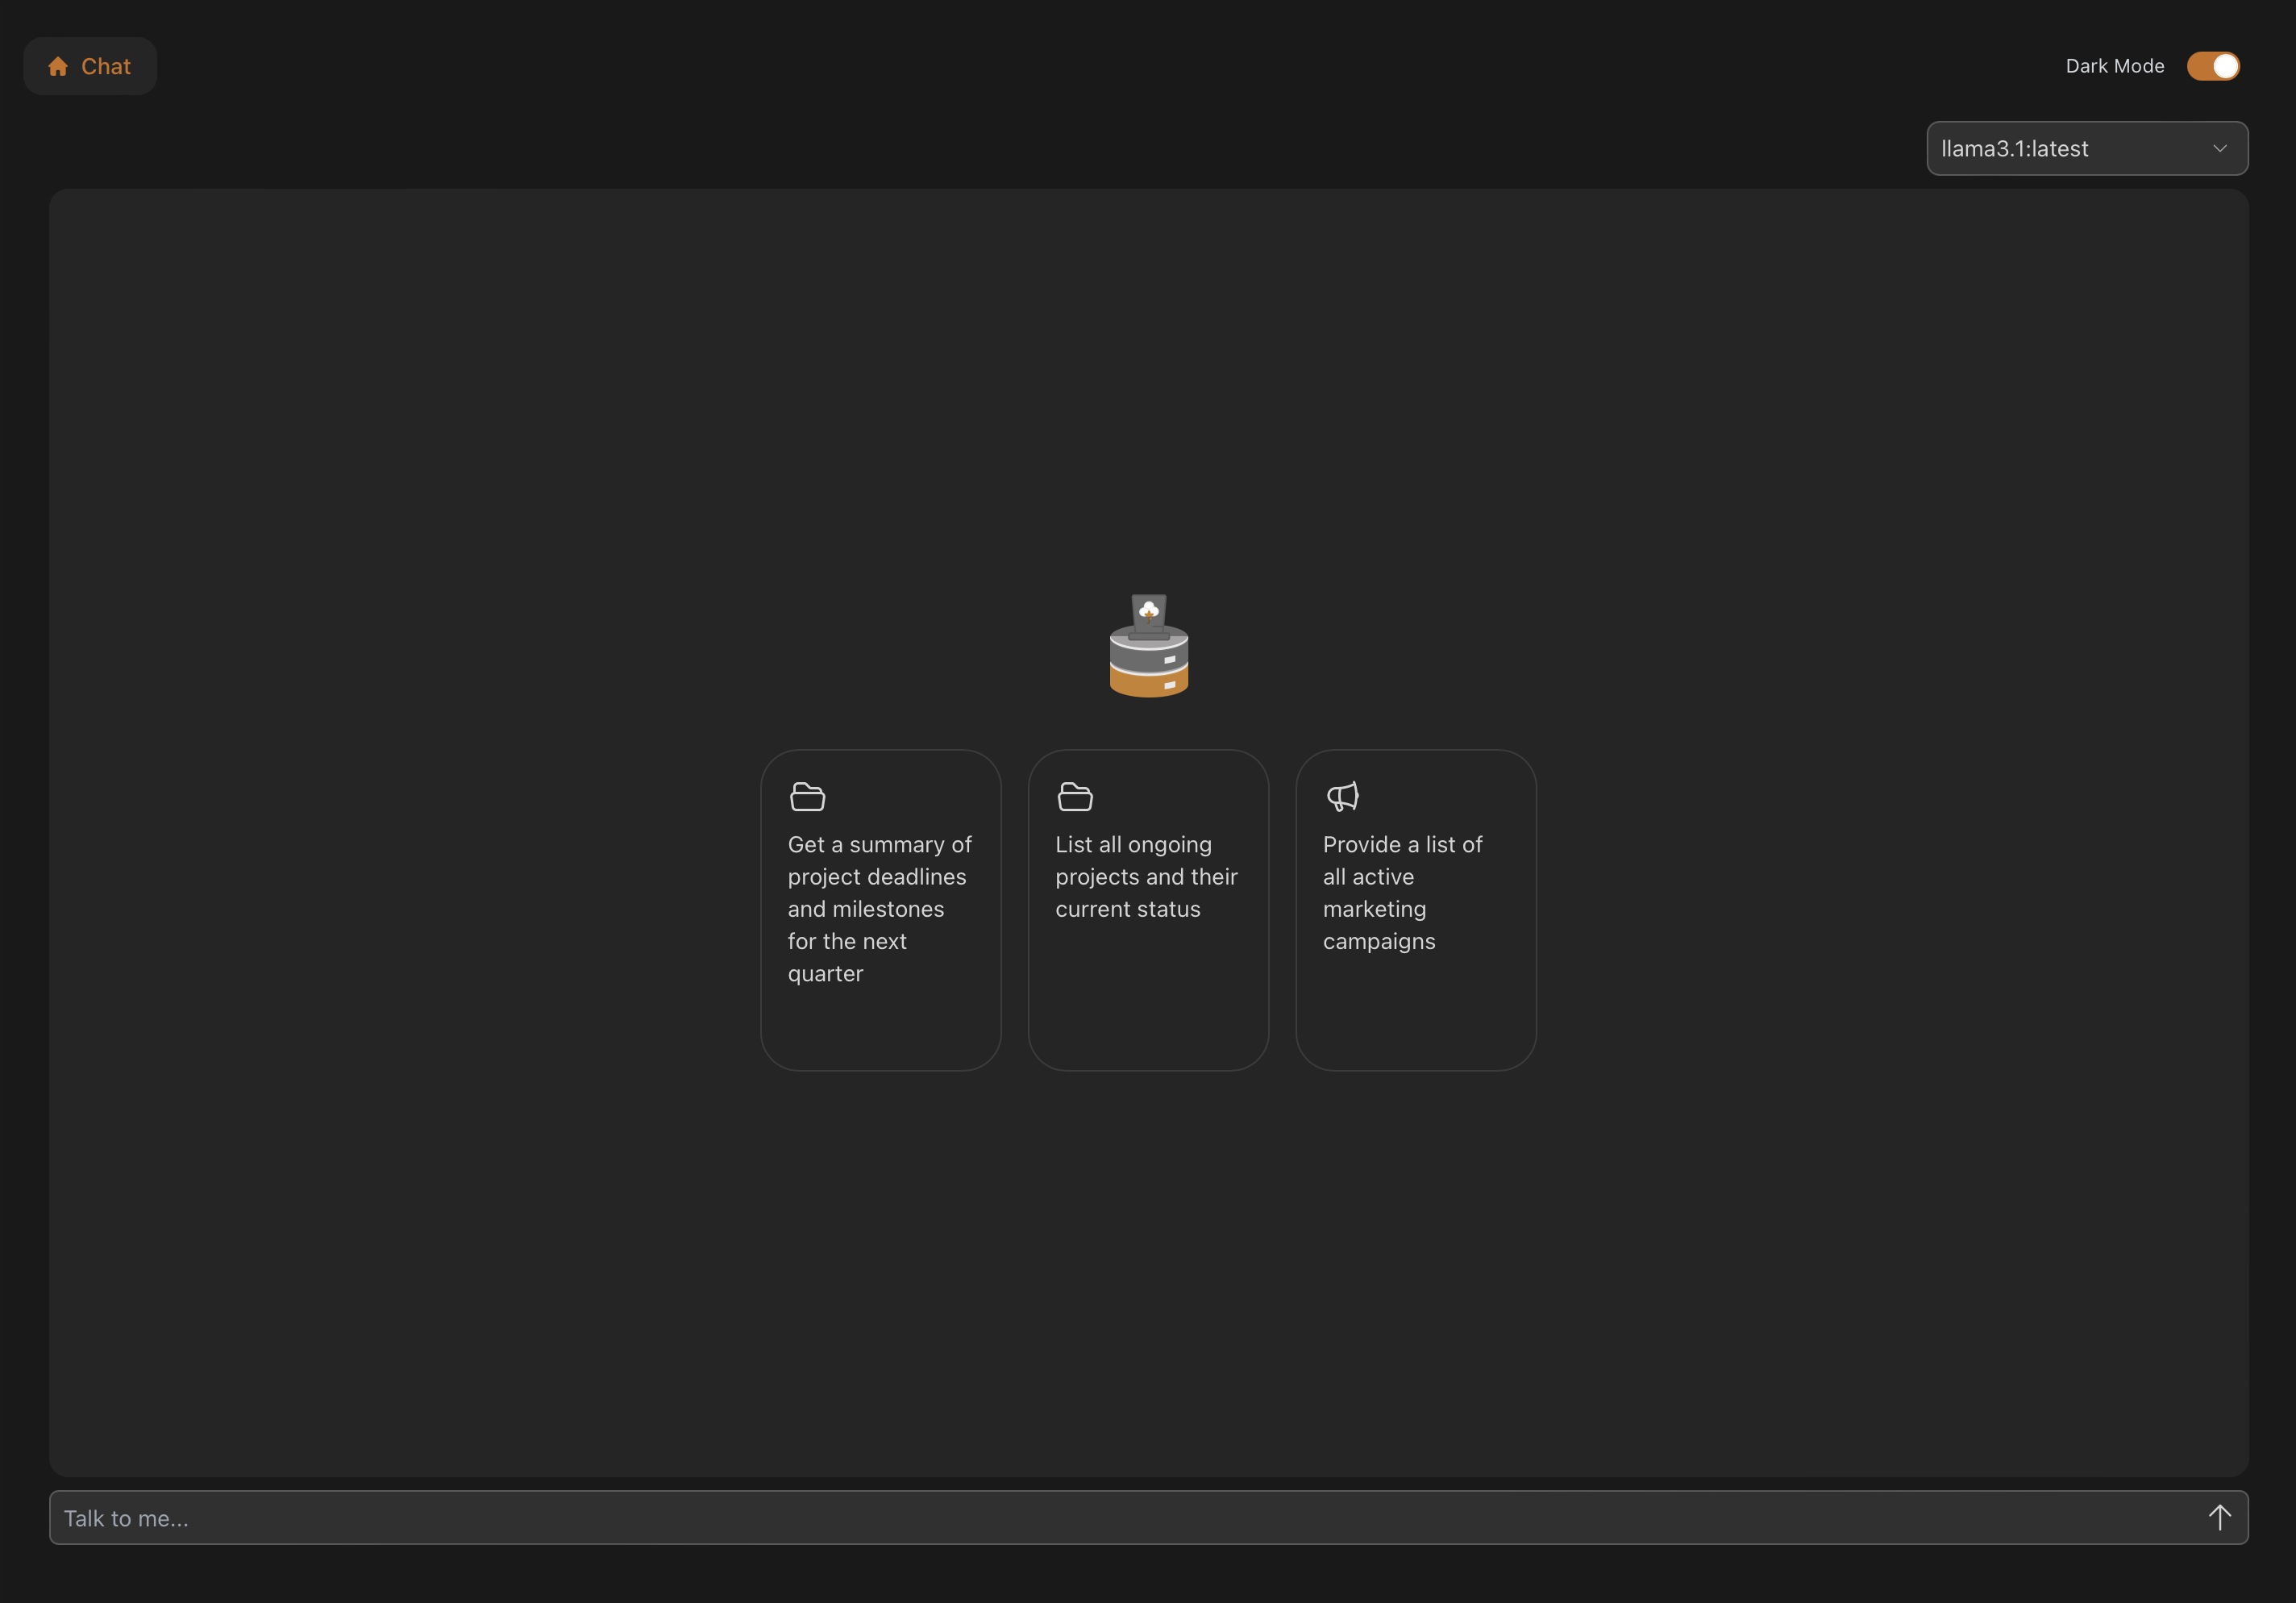 Chat
Dark Mode
llama3.1:latest
Get a summary of
project deadlines
and milestones
for the next
quarter
List all ongoing
projects and their
current status
Provide a list of
all active
marketing
campaigns
Talk to me...